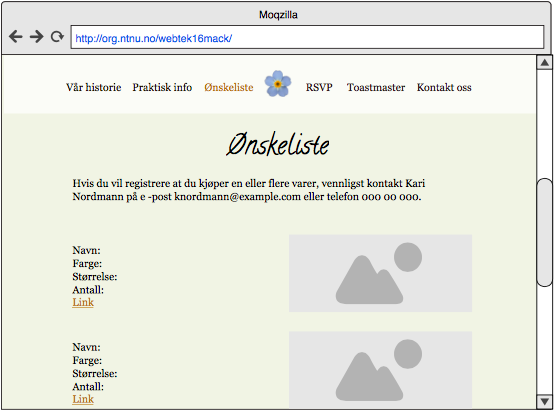 Moqzilla
http://org.ntnu.no/webtek16mack/
Vår historie Praktisk info Ønskeliste RSVP Toastmaster Kontakt oss
Ønskeliste
Hvis du vil registrere at du kjøper en eller flere varer, vennligst kontakt Kari
Nordmann på e -post knordmann@example.com eller telefon 000 00 000.
Navn:
Farge:
Størrelse:
Antall:
Link
Navn:
Farge:
Størrelse:
Antall:
Link